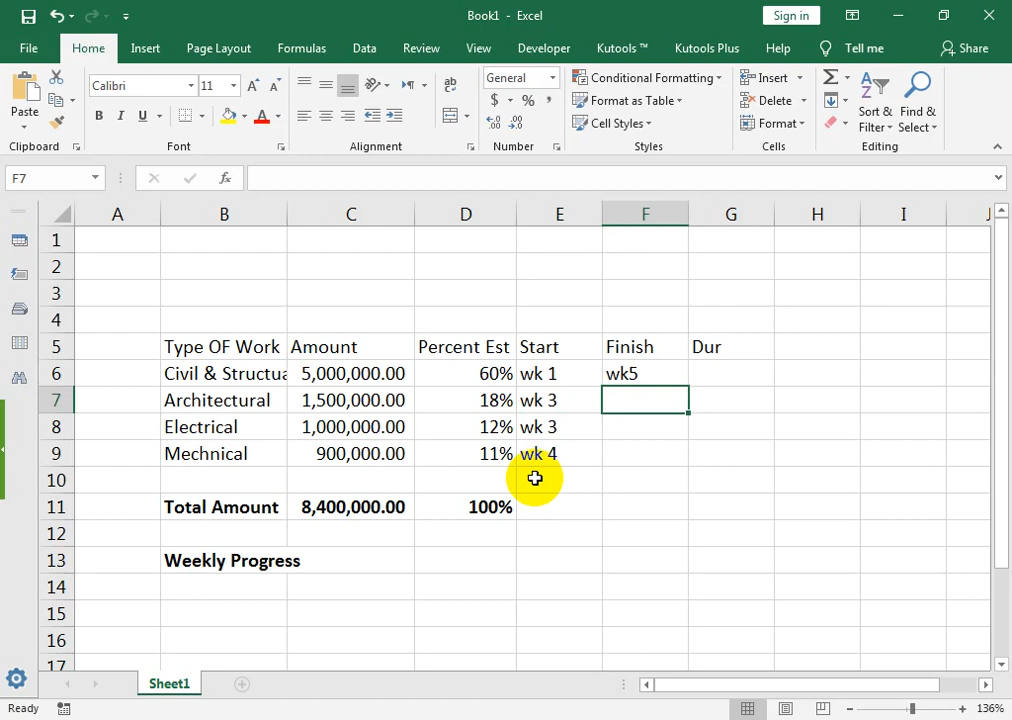 Book1 - Excel
Sign in
File Home Insert Page Layout Formulas Data Review View Developer Kutools ™ Kutools Plus Help Tell me Share
Paste
Calibri 11
B I U A
General
$ % ,
Conditional Formatting
Format as Table
Cell Styles
Insert
Delete
Format
Sort & Filter
Find & Select
Clipboard Font Alignment Number Styles Cells Editing
F7 fx
A B C D E F G H I J
1
2
3
4
5 Type OF Work Amount Percent Est Start Finish Dur
6 Civil & Structua 5,000,000.00 60% wk 1 wk5
7 Architectural 1,500,000.00 18% wk 3
8 Electrical 1,000,000.00 12% wk 3
9 Mechnical 900,000.00 11% wk 4
10
11 Total Amount 8,400,000.00 100%
12
13 Weekly Progress
14
15
16
17
Sheet1
Ready 136%